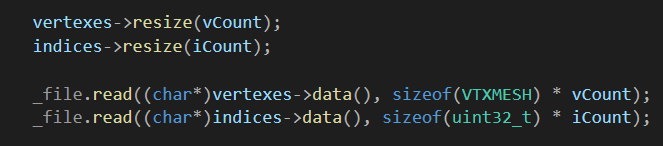 vertexes->resize(vCount);
indices->resize(iCount);
_file.read((char*)vertexes->data(), sizeof(VTXMESH) * vCount);
_file.read((char*)indices->data(), sizeof(uint32_t) * iCount);